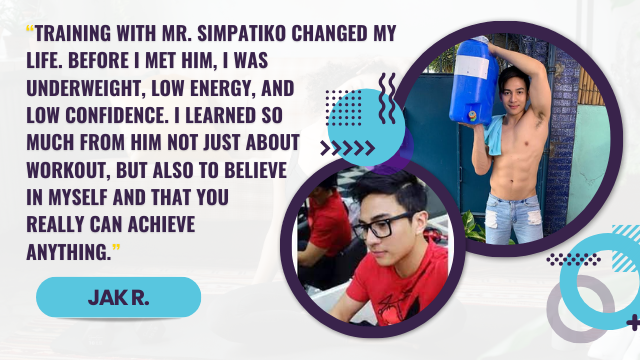 “TRAINING WITH MR. SIMPATIKO CHANGED MY
LIFE. BEFORE I MET HIM, I WAS
UNDERWEIGHT, LOW ENERGY, AND
LOW CONFIDENCE. I LEARNED SO
MUCH FROM HIM NOT JUST ABOUT
WORKOUT, BUT ALSO TO BELIEVE
IN MYSELF AND THAT YOU
REALLY CAN ACHIEVE
ANYTHING.”
JAK R.